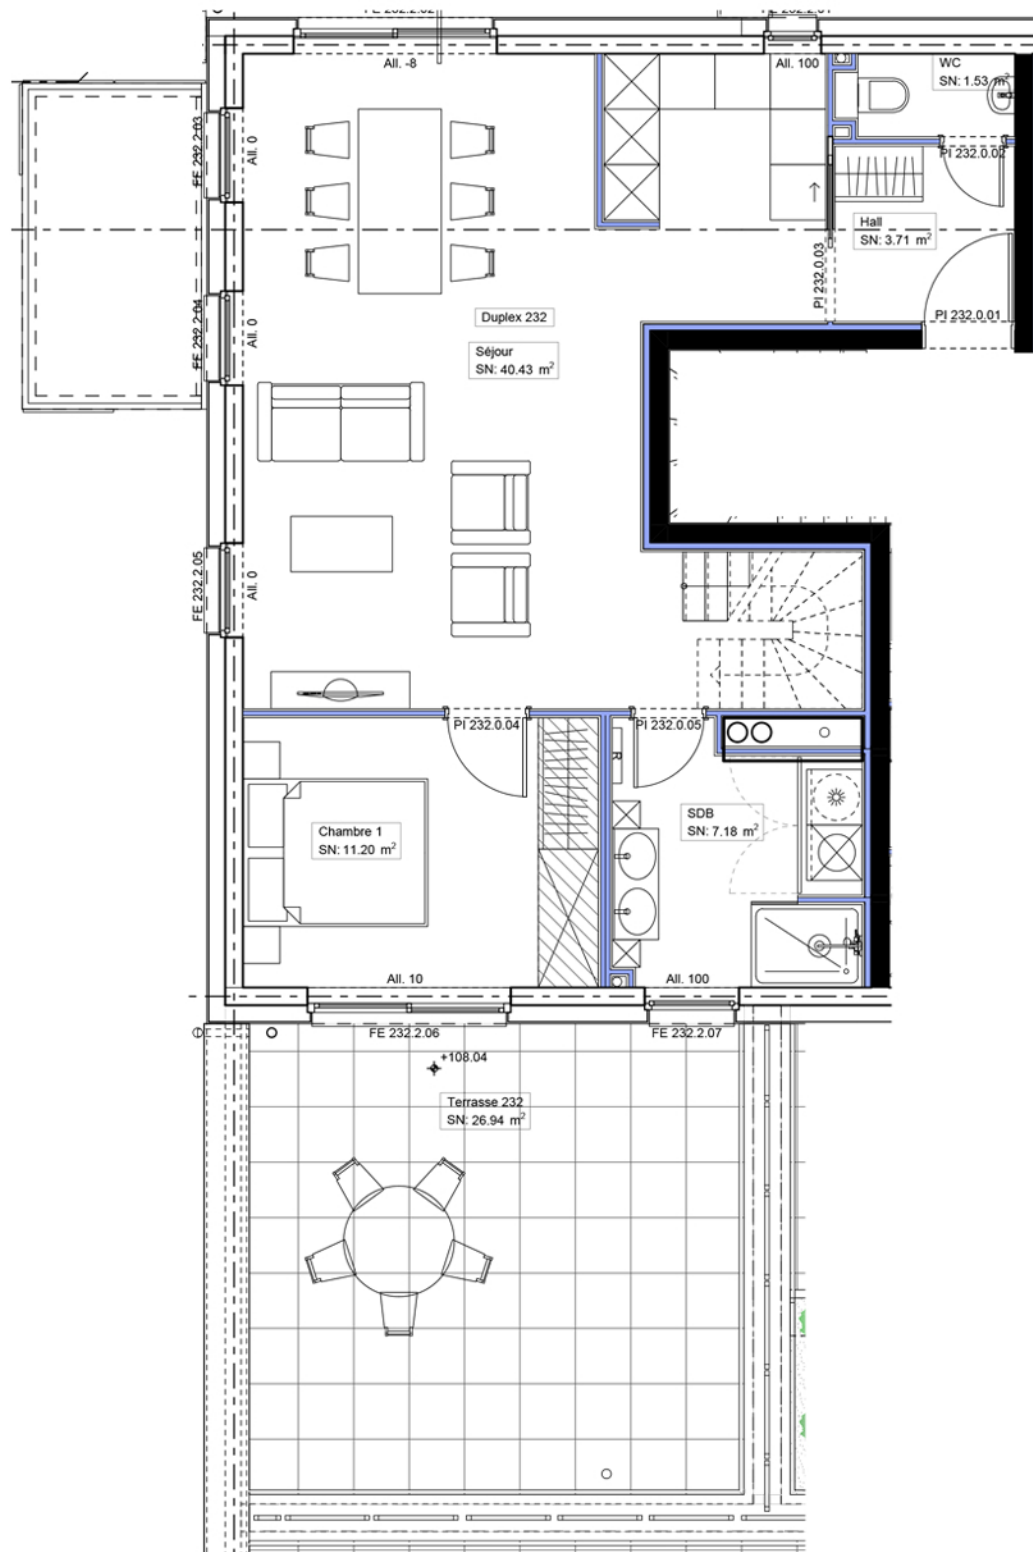 All. -8
All. 100
WC
SN: 1.53 m²
FE 232.2.03
All. 0
PI 232.0.02
Hall
SN: 3.71 m²
PI 232.0.03
FE 232.2.04
All. 0
Duplex 232
PI 232.0.01
Séjour
SN: 40.43 m²
FE 232.2.05
All. 0
PI 232.0.04
PI 232.0.05
R
Chambre 1
SN: 11.20 m²
SDB
SN: 7.18 m²
All. 10
All. 100
FE 232.2.06
FE 232.2.07
+108.04
Terrasse 232
SN: 26.94 m²